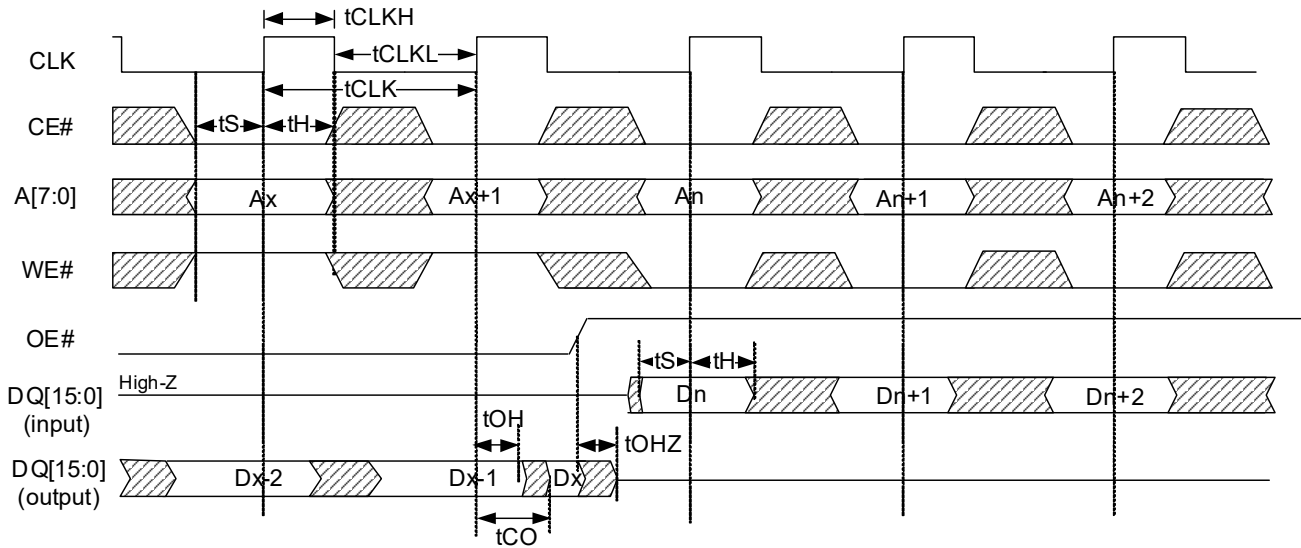 tCLKH
CLK
tCLKL
tCLK
CE#
tS
tH
A[7:0]
Ax
Ax+1
An
An+1
An+2
WE#
OE#
tS
tH
High-Z
DQ[15:0]
(input)
Dn
Dn+1
Dn+2
tOH
tOHZ
DQ[15:0]
(output)
Dx-2
Dx-1
Dx
tCO